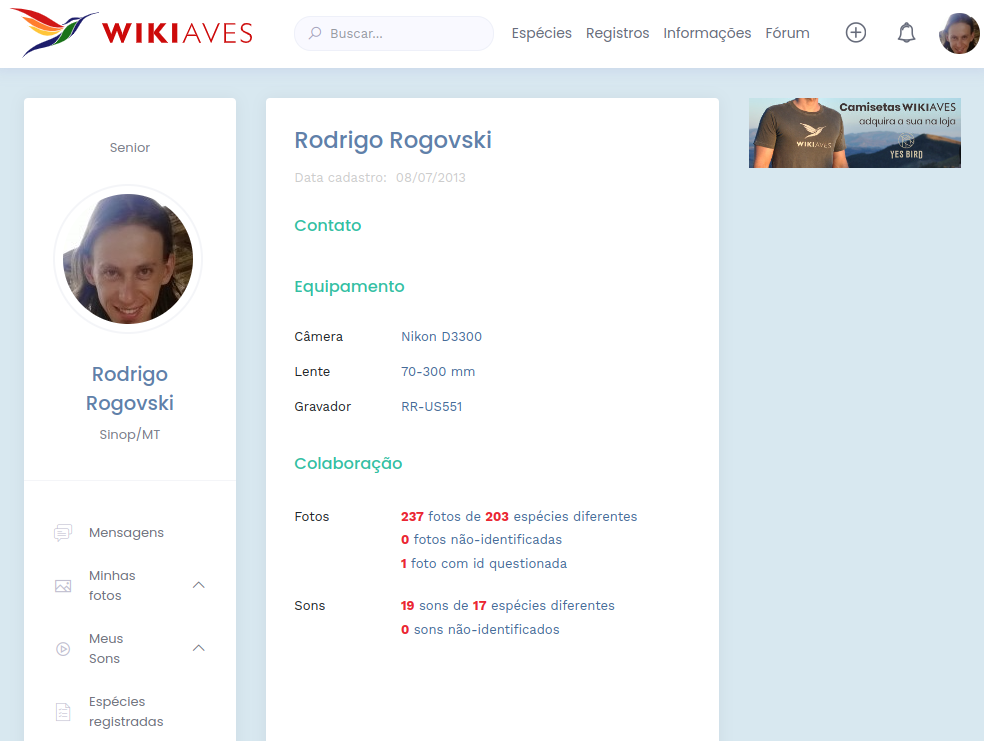 WIKIAVES
Buscar...
Espécies Registros Informações Fórum
Senior
Rodrigo
Rogovski
Sinop/MT
Mensagens
Minhas
fotos
Meus
Sons
Espécies
registradas
Rodrigo Rogovski
Data cadastro: 08/07/2013
Contato
Equipamento
Câmera Nikon D3300
Lente 70-300 mm
Gravador RR-US551
Colaboração
Fotos 237 fotos de 203 espécies diferentes
0 fotos não-identificadas
1 foto com id questionada
Sons 19 sons de 17 espécies diferentes
0 sons não-identificados
Camisetas WIKIAVES
adquira a sua na loja
WIKIAVES
YES BIRD